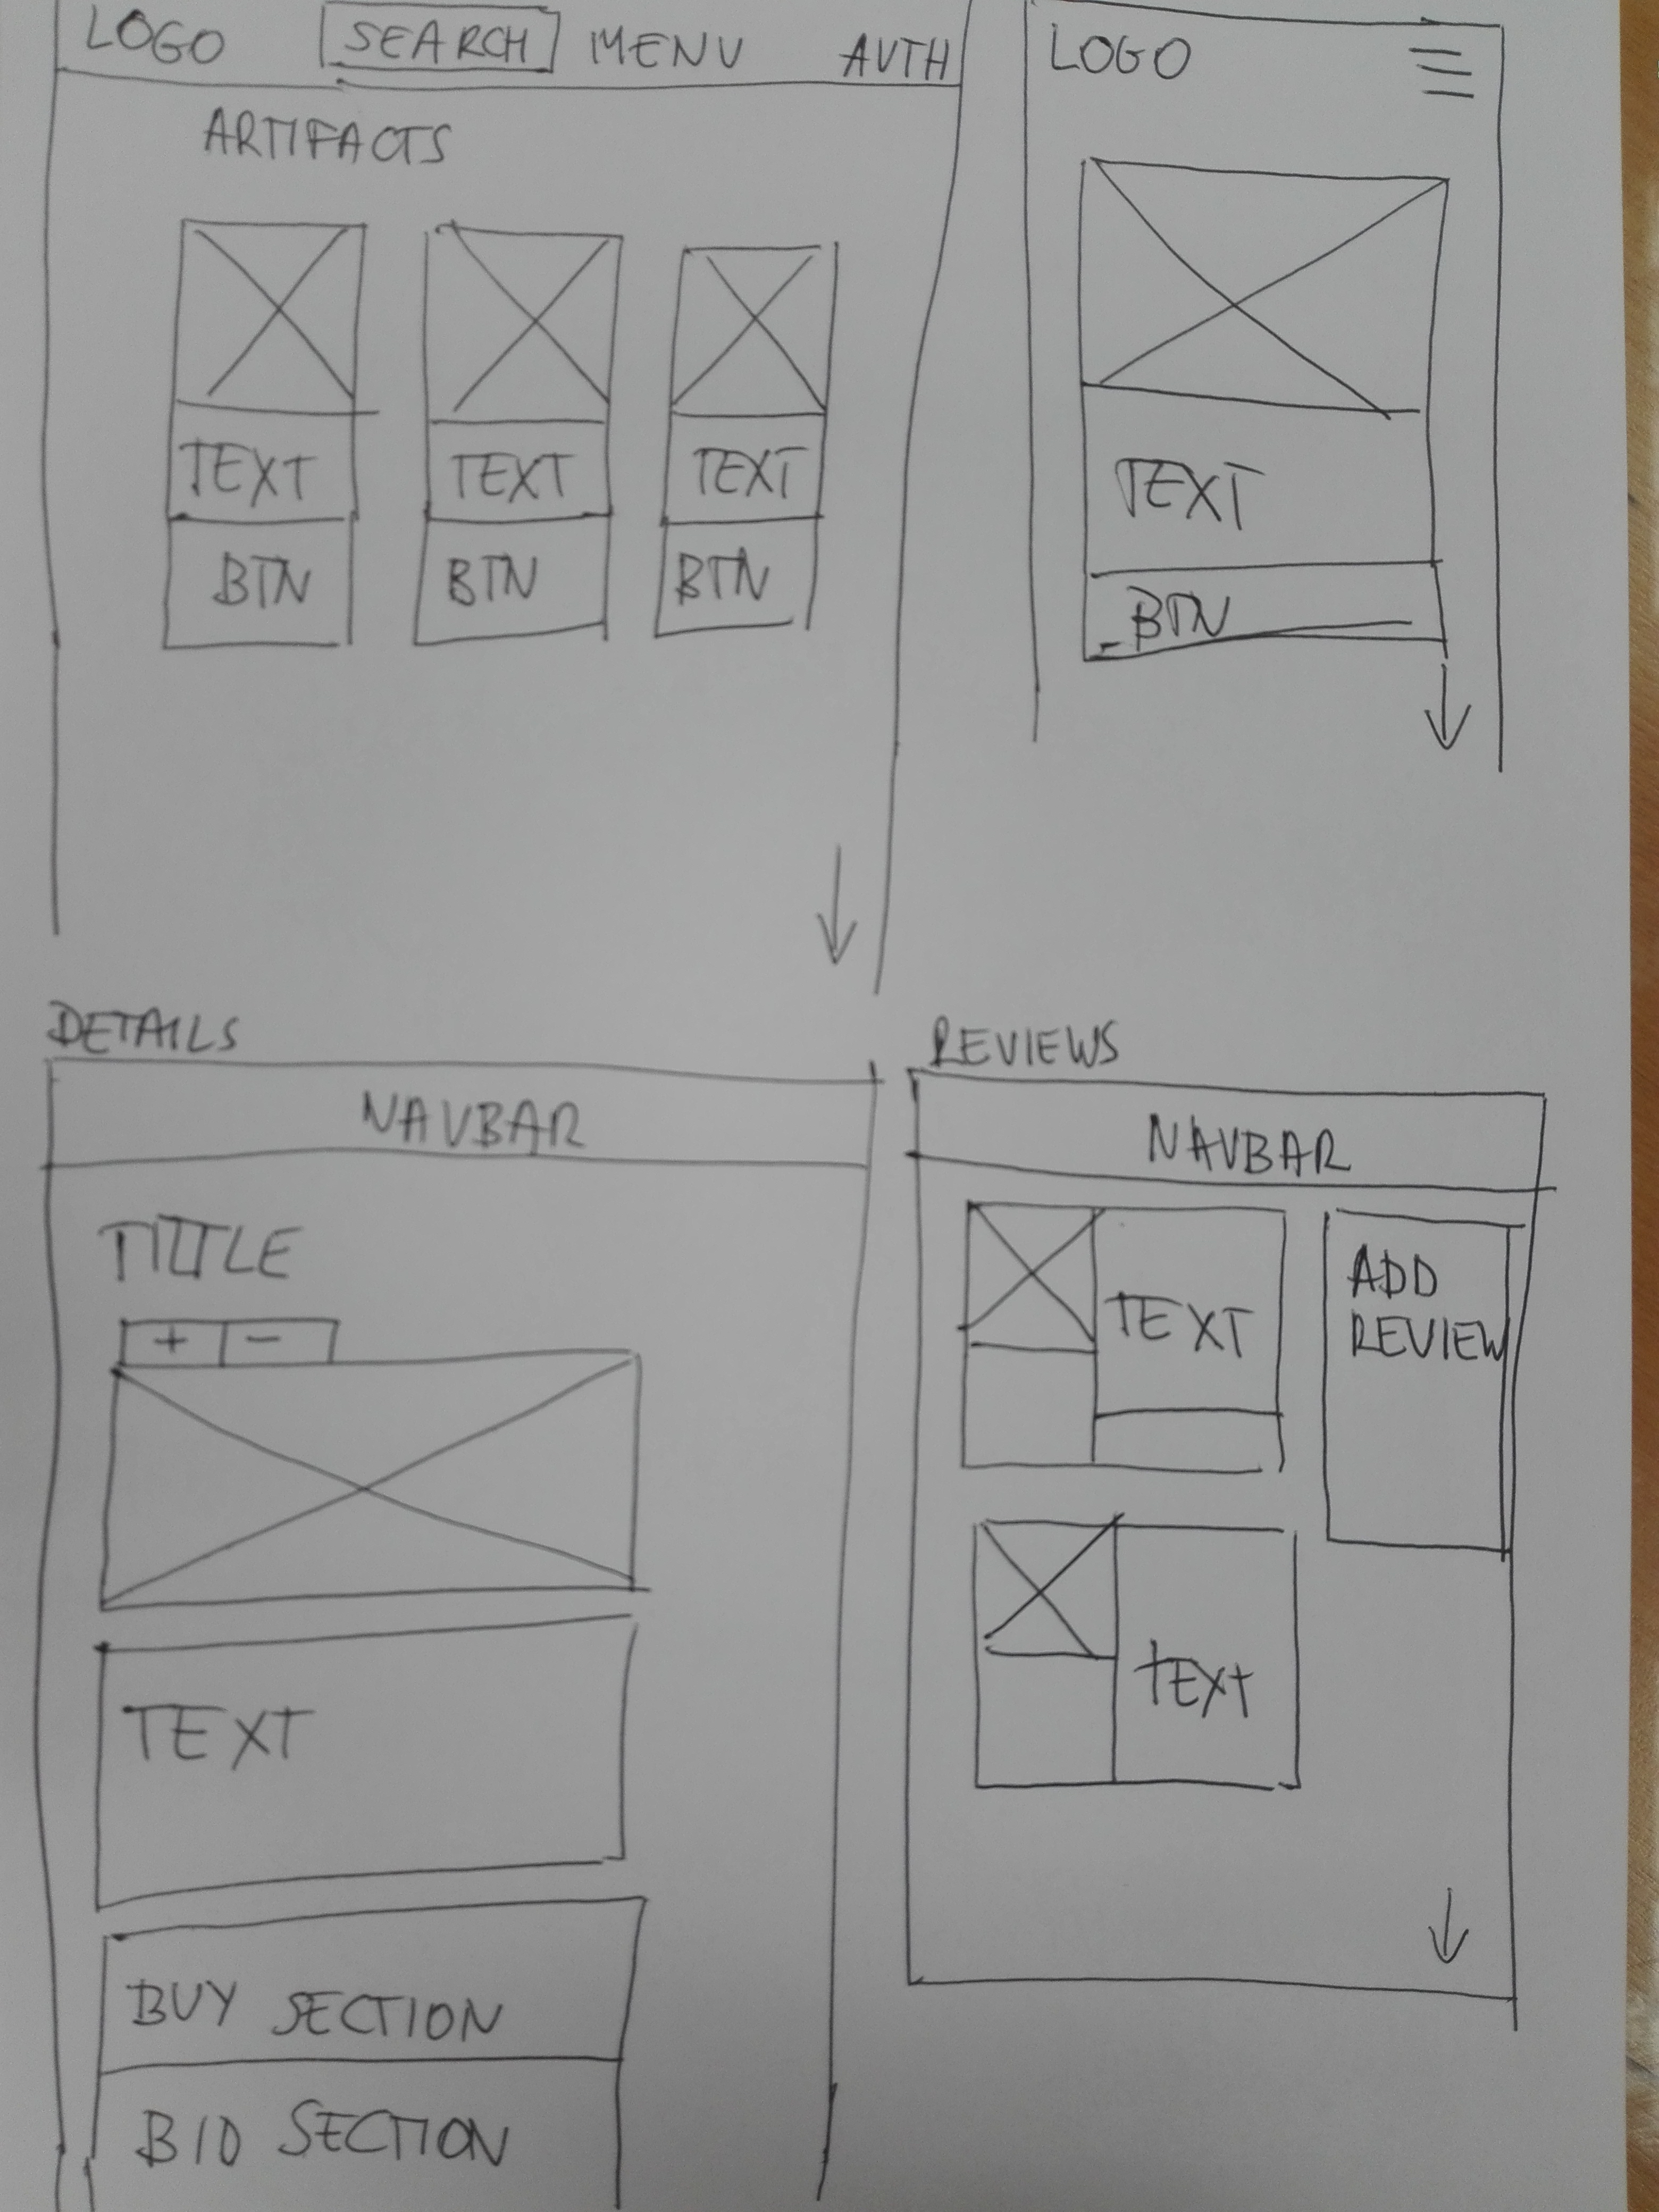 LOGO SEARCH MENU AUTH
ARTIFACTS
TEXT TEXT TEXT
BTN BTN BTN
LOGO
TEXT
BTN
DETAILS
NAVBAR
TITLE
+ -
TEXT
BUY SECTION
BID SECTION
REVIEWS
NAVBAR
TEXT
ADD
REVIEW
TEXT